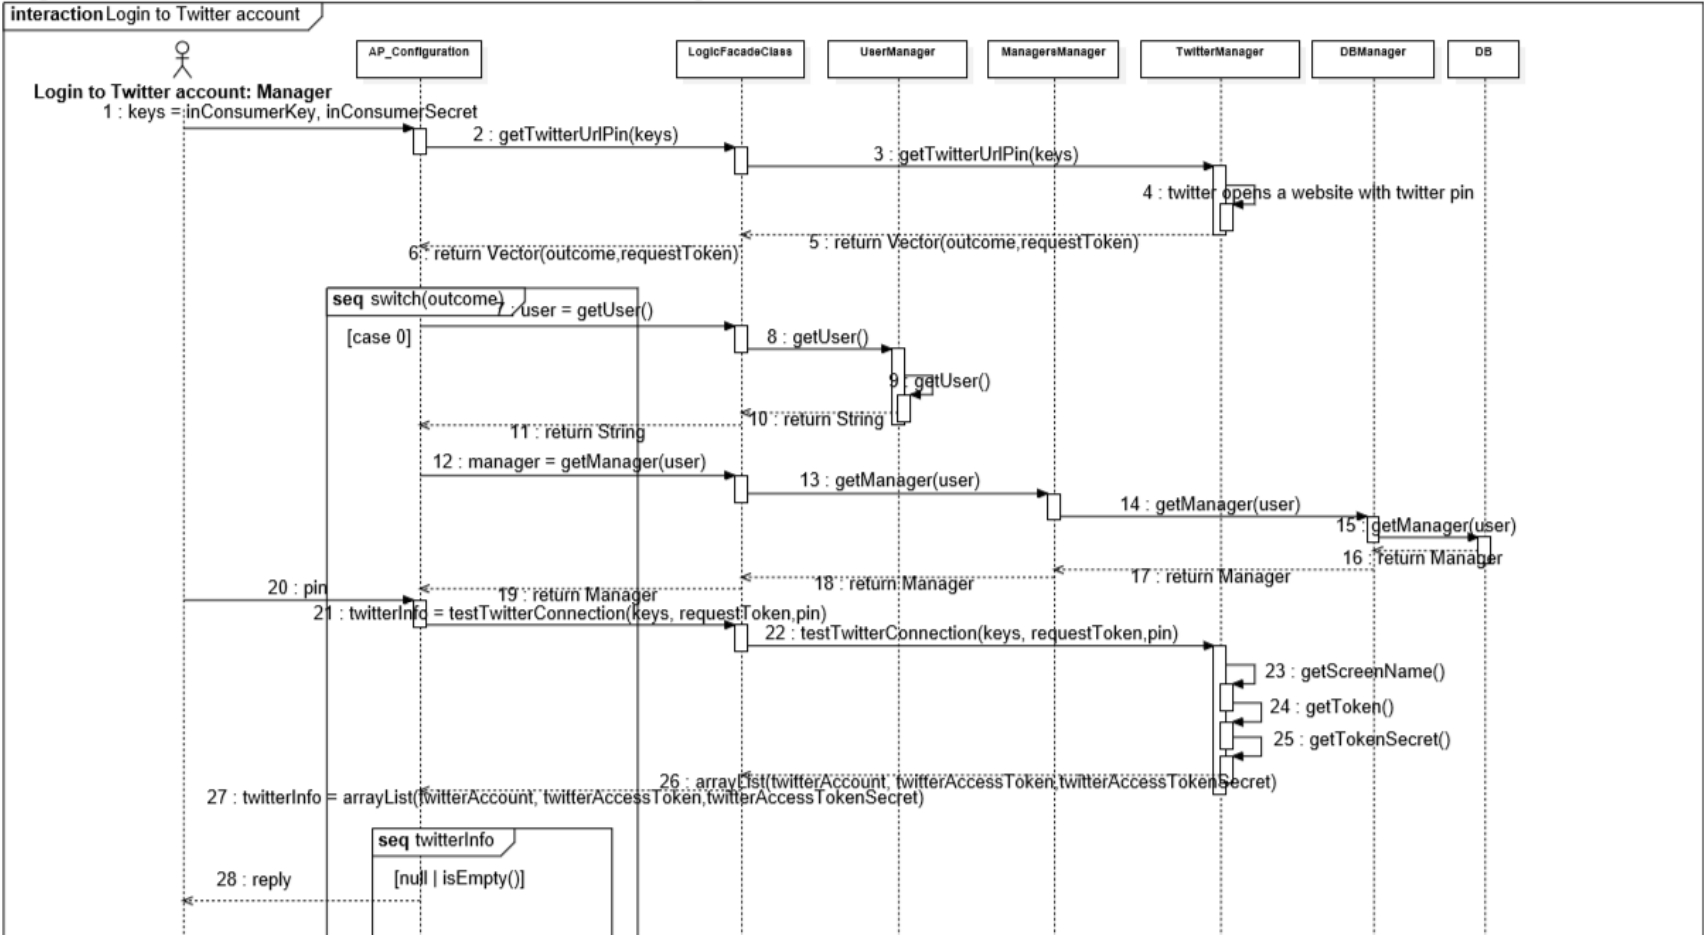 interaction Login to Twitter account
AP_Configuration
LogicFacadeClass
UserManager
ManagersManager
TwitterManager
DBManager
DB
Login to Twitter account: Manager
1 : keys = inConsumerKey, inConsumerSecret
2 : getTwitterUrlPin(keys)
3 : getTwitterUrlPin(keys)
4 : twitter opens a website with twitter pin
5 : return Vector(outcome,requestToken)
6 : return Vector(outcome,requestToken)
seq switch(outcome)
7 : user = getUser()
[case 0]
8 : getUser()
9 : getUser()
10 : return String
11 : return String
12 : manager = getManager(user)
13 : getManager(user)
14 : getManager(user)
15 : getManager(user)
16 : return Manager
17 : return Manager
18 : return Manager
19 : return Manager
20 : pin
21 : twitterInfo = testTwitterConnection(keys, requestToken,pin)
22 : testTwitterConnection(keys, requestToken,pin)
23 : getScreenName()
24 : getToken()
25 : getTokenSecret()
26 : arrayList(twitterAccount, twitterAccessToken,twitterAccessTokenSecret)
27 : twitterInfo = arrayList(twitterAccount, twitterAccessToken,twitterAccessTokenSecret)
seq twitterInfo
[null | isEmpty()]
28 : reply